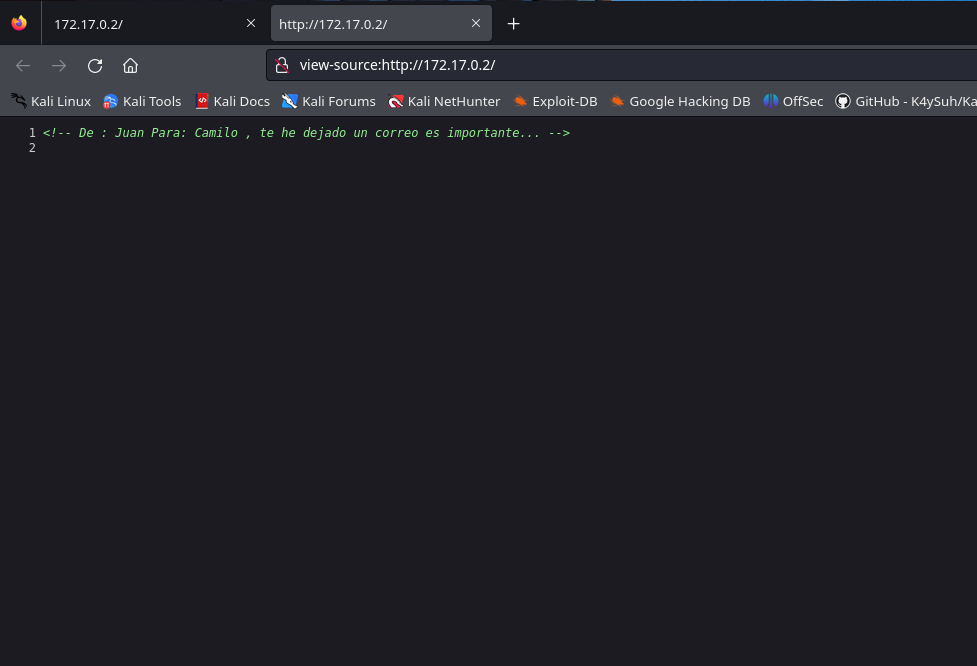 172.17.0.2/
http://172.17.0.2/
view-source:http://172.17.0.2/
Kali Linux Kali Tools Kali Docs Kali Forums Kali NetHunter Exploit-DB Google Hacking DB OffSec GitHub - K4ySuh/Ka
1 <!-- De : Juan Para: Camilo , te he dejado un correo es importante... -->
2